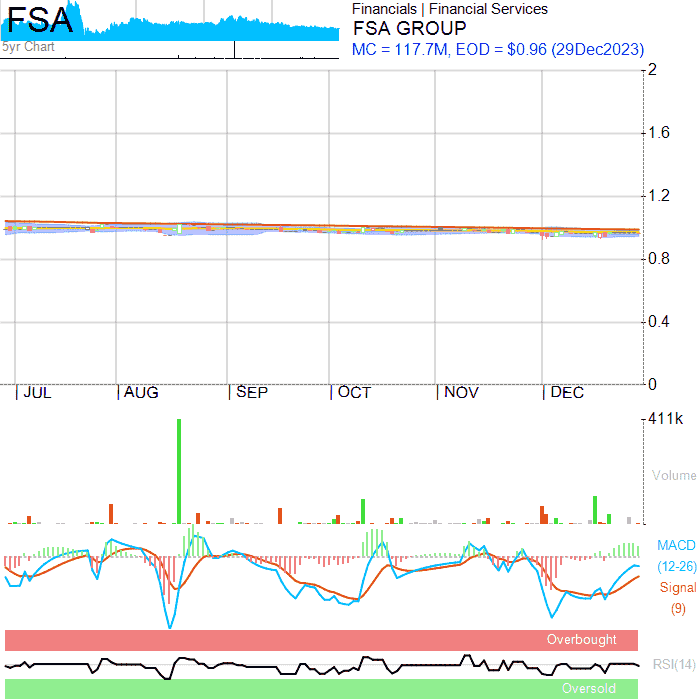 FSA
5yr Chart
Financials | Financial Services
FSA GROUP
MC = 117.7M, EOD = $0.96 (29Dec2023)
2
1.6
1.2
0.8
0.4
0
JUL AUG SEP OCT NOV DEC
411k
Volume
MACD
(12-26)
Signal
(9)
Overbought
RSI(14)
Oversold